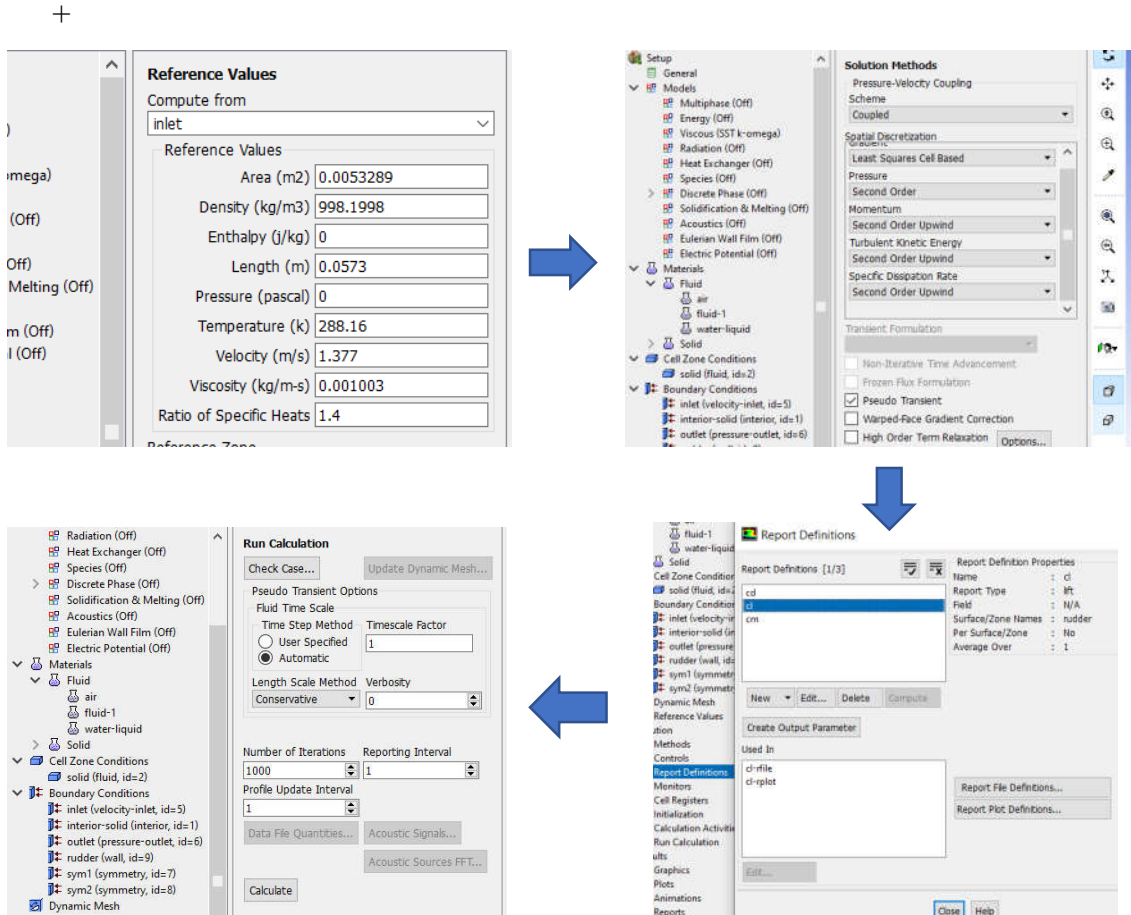 +
mega)
(Off)
Off)
Melting (Off)
m (Off)
l (Off)
Reference Values
Compute from
inlet
Reference Values
Area (m2) 0.0053289
Density (kg/m3) 998.1998
Enthalpy (j/kg) 0
Length (m) 0.0573
Pressure (pascal) 0
Temperature (k) 288.16
Velocity (m/s) 1.377
Viscosity (kg/m-s) 0.001003
Ratio of Specific Heats 1.4
Reference Zone
Setup
General
Models
Multiphase (Off)
Energy (Off)
Viscous (SST k-omega)
Radiation (Off)
Heat Exchanger (Off)
Species (Off)
Discrete Phase (Off)
Solidification & Melting (Off)
Acoustics (Off)
Eulerian Wall Film (Off)
Electric Potential (Off)
Materials
Fluid
air
fluid-1
water-liquid
Solid
Cell Zone Conditions
solid (fluid, id=2)
Boundary Conditions
inlet (velocity-inlet, id=5)
interior-solid (interior, id=1)
outlet (pressure-outlet, id=6)
Solution Methods
Pressure-Velocity Coupling
Scheme
Coupled
Spatial Discretization
Gradient
Least Squares Cell Based
Pressure
Second Order
Momentum
Second Order Upwind
Turbulent Kinetic Energy
Second Order Upwind
Specific Dissipation Rate
Second Order Upwind
Transient Formulation
Non-Iterative Time Advancement
Frozen Flux Formulation
Pseudo Transient
Warped-Face Gradient Correction
High Order Term Relaxation Options...
Radiation (Off)
Heat Exchanger (Off)
Species (Off)
Discrete Phase (Off)
Solidification & Melting (Off)
Acoustics (Off)
Eulerian Wall Film (Off)
Electric Potential (Off)
Materials
Fluid
air
fluid-1
water-liquid
Solid
Cell Zone Conditions
solid (fluid, id=2)
Boundary Conditions
inlet (velocity-inlet, id=5)
interior-solid (interior, id=1)
outlet (pressure-outlet, id=6)
rudder (wall, id=9)
sym1 (symmetry, id=7)
sym2 (symmetry, id=8)
Dynamic Mesh
Run Calculation
Check Case... Update Dynamic Mesh...
Pseudo Transient Options
Fluid Time Scale
Time Step Method Timescale Factor
User Specified 1
Automatic
Length Scale Method Verbosity
Conservative 0
Number of Iterations Reporting Interval
1000 1
Profile Update Interval
1
Data File Quantities... Acoustic Signals...
Acoustic Sources FFT...
Calculate
fluid-1
water-liquid
Solid
Cell Zone Condition
solid (fluid, id=
Boundary Condition
inlet (velocity-in
interior-solid (in
outlet (pressure
rudder (wall, id=
sym1 (symmetr
sym2 (symmetr
Dynamic Mesh
Reference Values
ution
Methods
Controls
Report Definitions
Monitors
Cell Registers
Initialization
Calculation Activitie
Run Calculation
ults
Graphics
Plots
Animations
Reports
Report Definitions
Report Definitions [1/3]
cd
cl
cm
New Edit... Delete Compute
Create Output Parameter
Used In
cl-rfile
cl-rplot
Edit...
Report Definition Properties
Name : cl
Report Type : lift
Field : N/A
Surface/Zone Names : rudder
Per Surface/Zone : No
Average Over : 1
Report File Definitions...
Report Plot Definitions...
Close Help